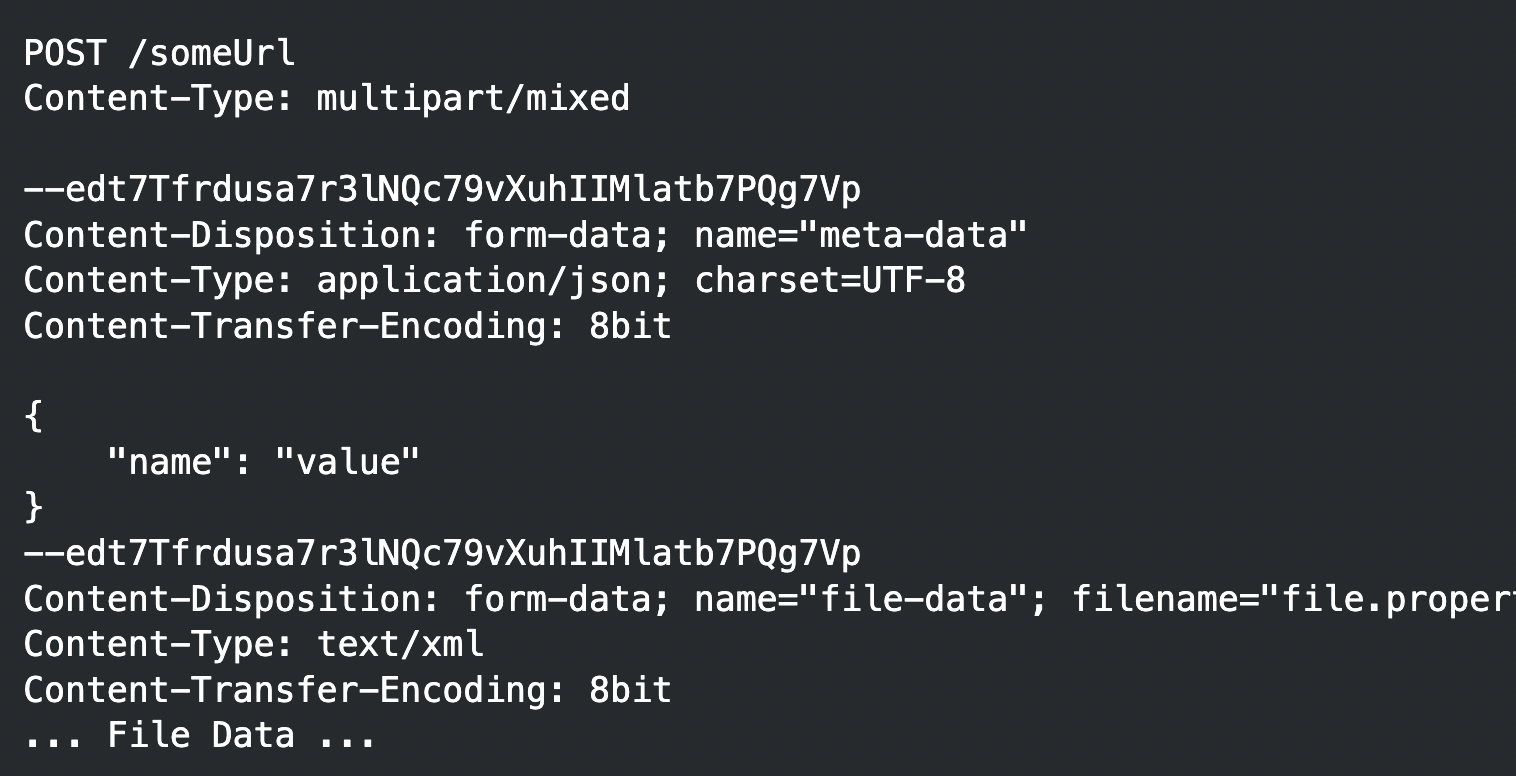 POST /someUrl
Content-Type: multipart/mixed

--edt7Tfrdusa7r3lNQc79vXuhIIMlatb7PQg7Vp
Content-Disposition: form-data; name="meta-data"
Content-Type: application/json; charset=UTF-8
Content-Transfer-Encoding: 8bit

{
    "name": "value"
}
--edt7Tfrdusa7r3lNQc79vXuhIIMlatb7PQg7Vp
Content-Disposition: form-data; name="file-data"; filename="file.proper
Content-Type: text/xml
Content-Transfer-Encoding: 8bit
... File Data ...